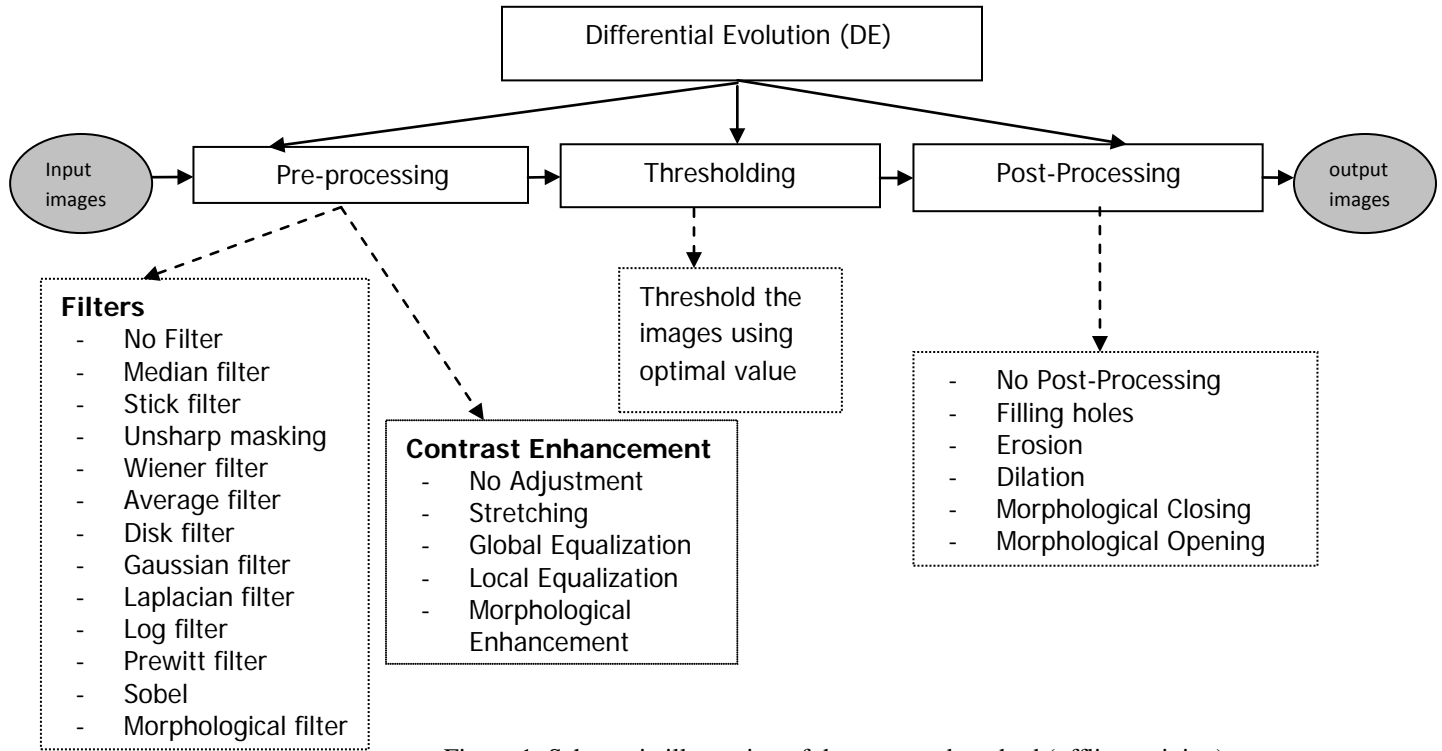 Differential Evolution (DE)
Input
images
Pre-processing
Thresholding
Post-Processing
output
images
Filters
- No Filter
- Median filter
- Stick filter
- Unsharp masking
- Wiener filter
- Average filter
- Disk filter
- Gaussian filter
- Laplacian filter
- Log filter
- Prewitt filter
- Sobel
- Morphological filter
Contrast Enhancement
- No Adjustment
- Stretching
- Global Equalization
- Local Equalization
- Morphological
Enhancement
Threshold the
images using
optimal value
- No Post-Processing
- Filling holes
- Erosion
- Dilation
- Morphological Closing
- Morphological Opening